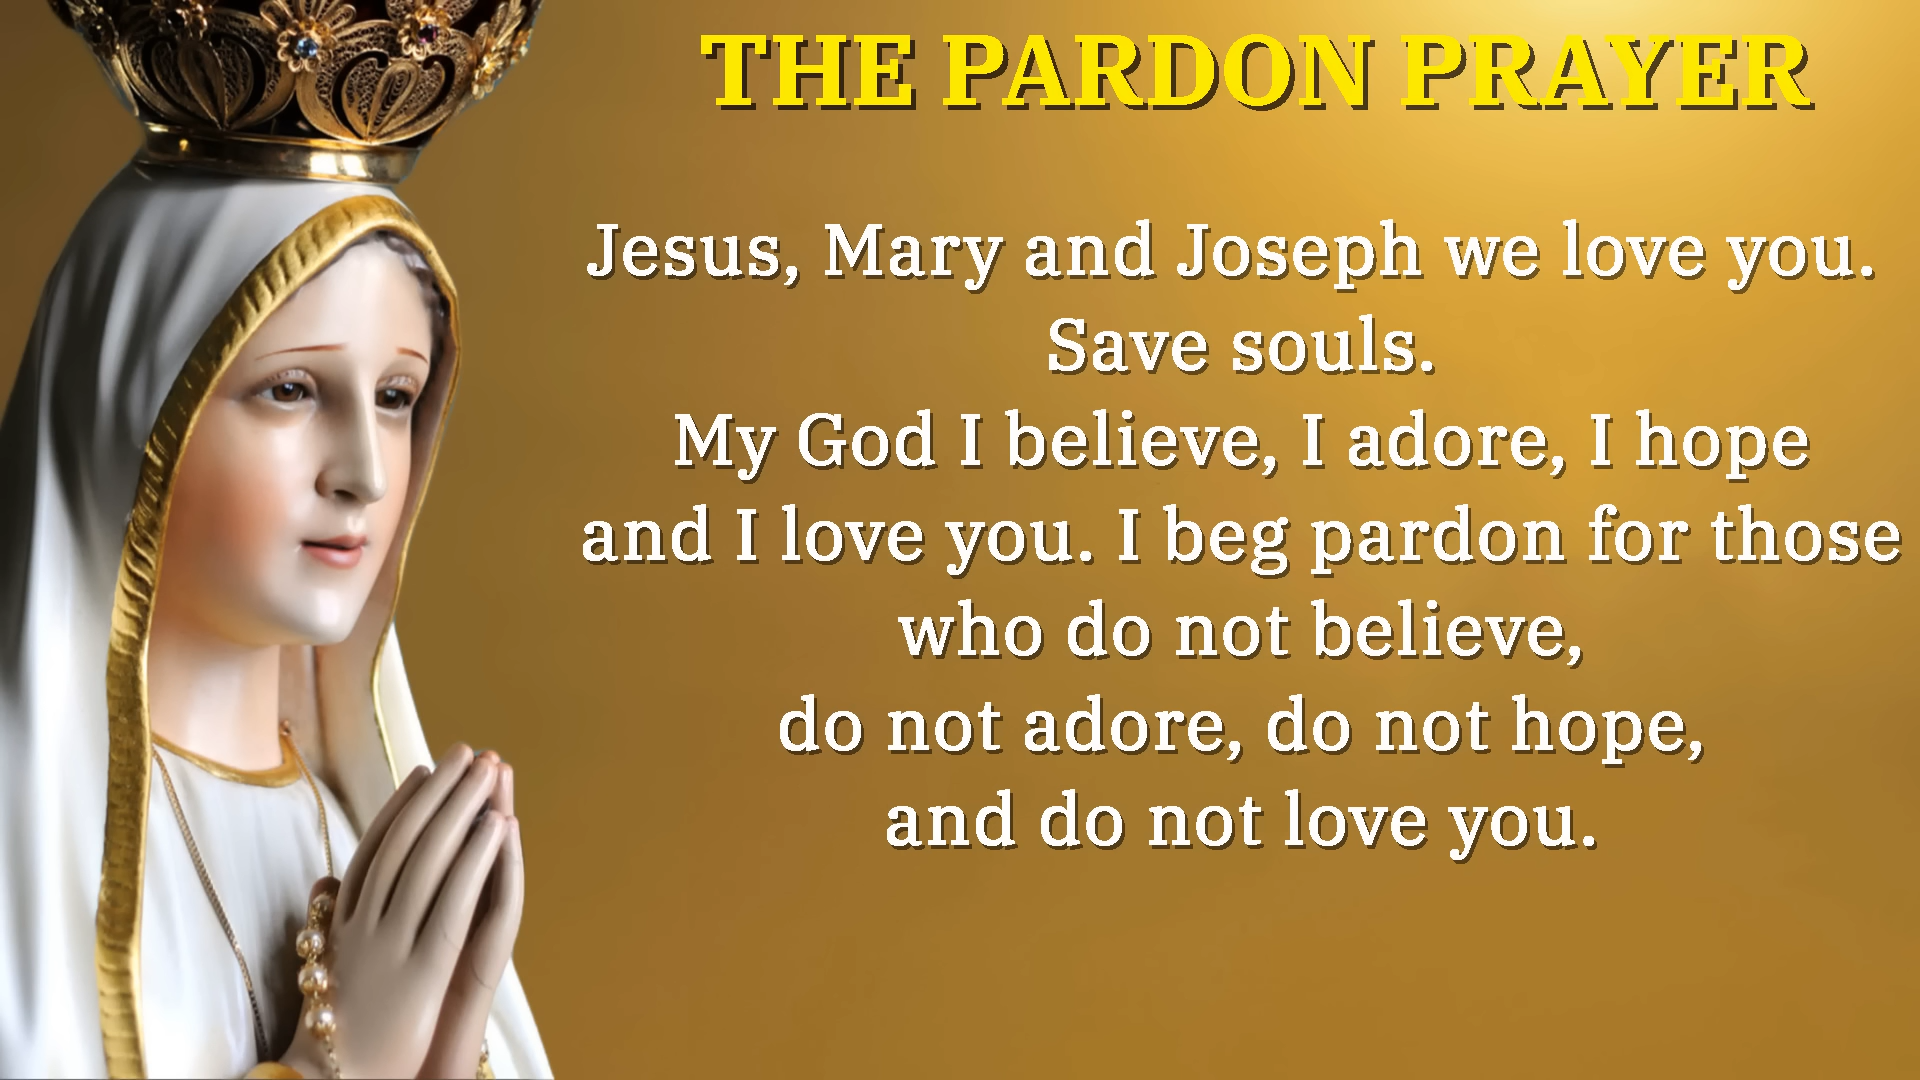 THE PARDON PRAYER
Jesus, Mary and Joseph we love you.
Save souls.
My God I believe, I adore, I hope
and I love you. I beg pardon for those
who do not believe,
do not adore, do not hope,
and do not love you.